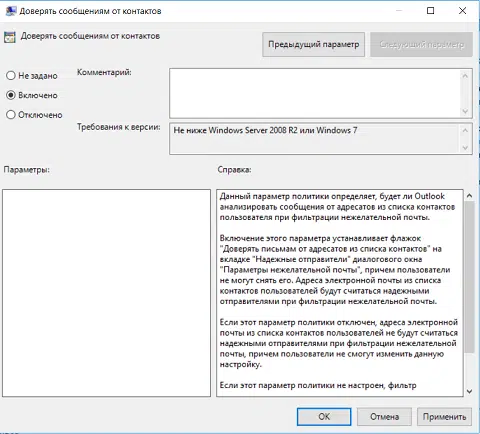 Доверять сообщениям от контактов
Доверять сообщениям от контактов
Предыдущий параметр
Следующий параметр
Не задано
Включено
Отключено
Комментарий:
Требования к версии:
Не ниже Windows Server 2008 R2 или Windows 7
Параметры:
Справка:
Данный параметр политики определяет, будет ли Outlook
анализировать сообщения от адресатов из списка контактов
пользователя при фильтрации нежелательной почты.
Включение этого параметра устанавливает флажок
"Доверять письмам от адресатов из списка контактов" на
вкладке "Надежные отправители" диалогового окна
"Параметры нежелательной почты", причем пользователи
не могут снять его. Адреса электронной почты из списка
контактов пользователей будут считаться надежными
отправителями при фильтрации нежелательной почты.
Если этот параметр политики отключен, адреса электронной
почты из списка контактов пользователей не будут считаться
надежными отправителями при фильтрации нежелательной
почты, причем пользователи не смогут изменить данную
настройку.
Если этот параметр политики не настроен, фильтр
ОК
Отмена
Применить